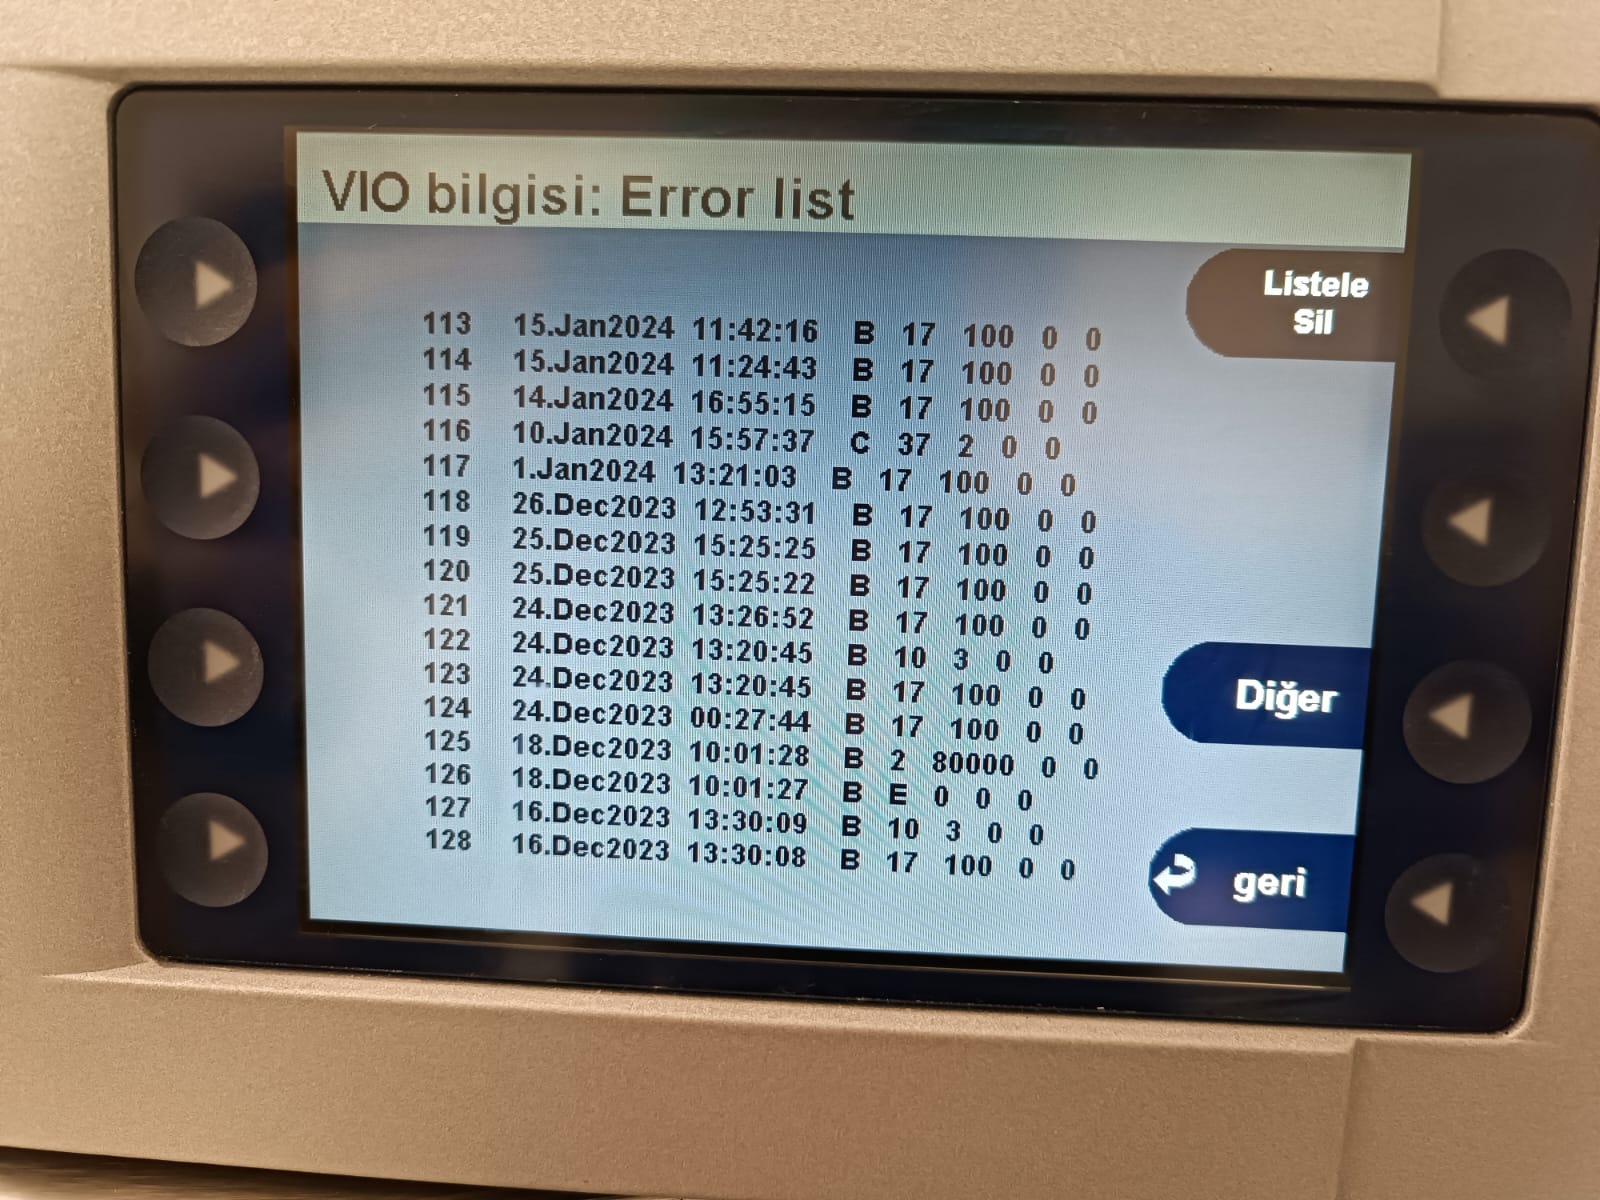 VIO bilgisi: Error list
Listele
Sil
113 15.Jan2024 11:42:16 B 17 100 0 0
114 15.Jan2024 11:24:43 B 17 100 0 0
115 14.Jan2024 16:55:15 B 17 100 0 0
116 10.Jan2024 15:57:37 C 37 2 0 0
117 1.Jan2024 13:21:03 B 17 100 0 0
118 26.Dec2023 12:53:31 B 17 100 0 0
119 25.Dec2023 15:25:25 B 17 100 0 0
120 25.Dec2023 15:25:22 B 17 100 0 0
121 24.Dec2023 13:26:52 B 17 100 0 0
122 24.Dec2023 13:20:45 B 10 3 0 0
123 24.Dec2023 13:20:45 B 17 100 0 0
124 24.Dec2023 00:27:44 B 17 100 0 0
125 18.Dec2023 10:01:28 B 2 80000 0 0
126 18.Dec2023 10:01:27 B E 0 0 0
127 16.Dec2023 13:30:09 B 10 3 0 0
128 16.Dec2023 13:30:08 B 17 100 0 0
Diğer
geri